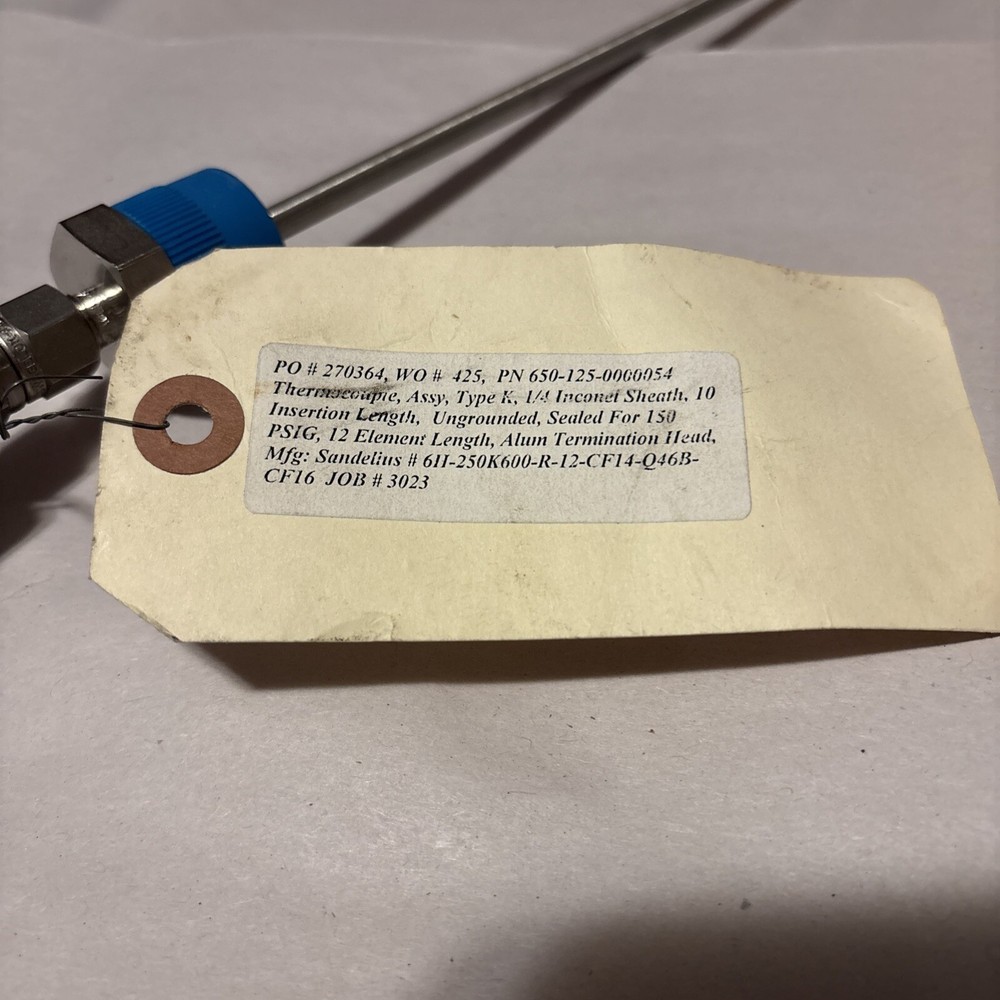 PO # 270364, WO # 425, PN 650-125-0000054
Thermocouple, Assy, Type K, 1/4 Inconel Sheath, 10
Insertion Length, Ungrounded, Sealed For 150
PSIG, 12 Element Length, Alum Termination Head,
Mfg: Sandelius # 6H-250K600-R-12-CF14-Q46B-
CF16 JOB # 3023